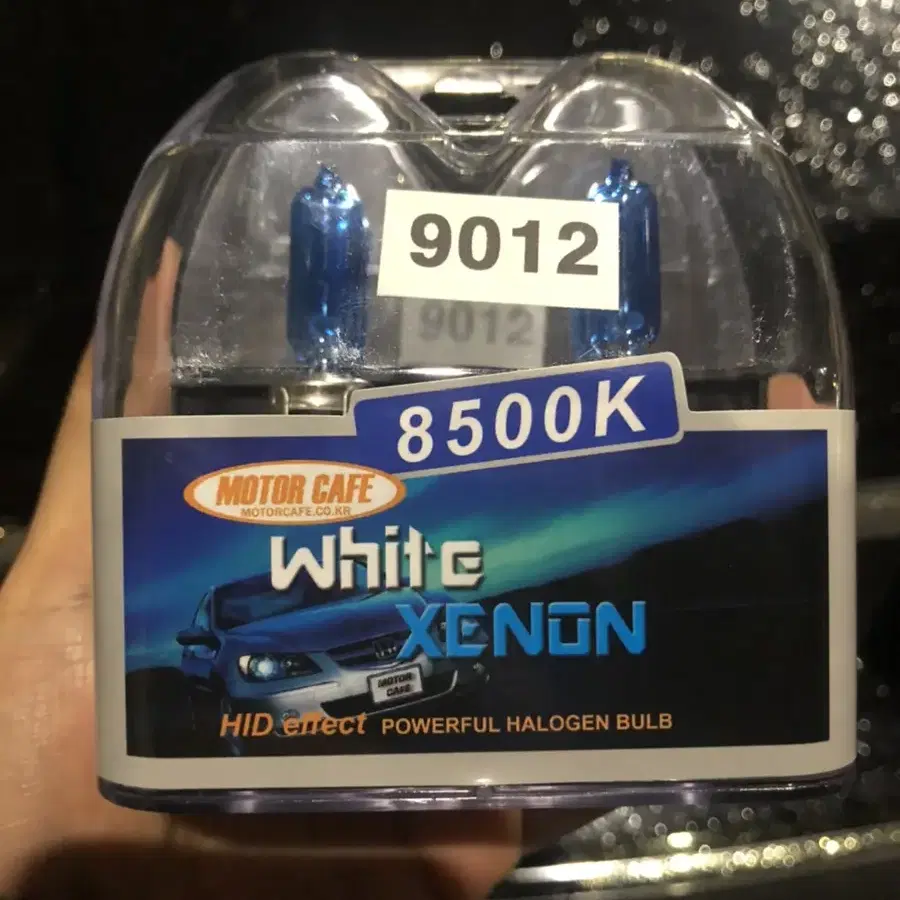 9012
9012
8500K
MOTOR CAFE
MOTORCAFE.CO.KR
White
XENON
MOTOR
CAFE
HID effect POWERFUL HALOGEN BULB